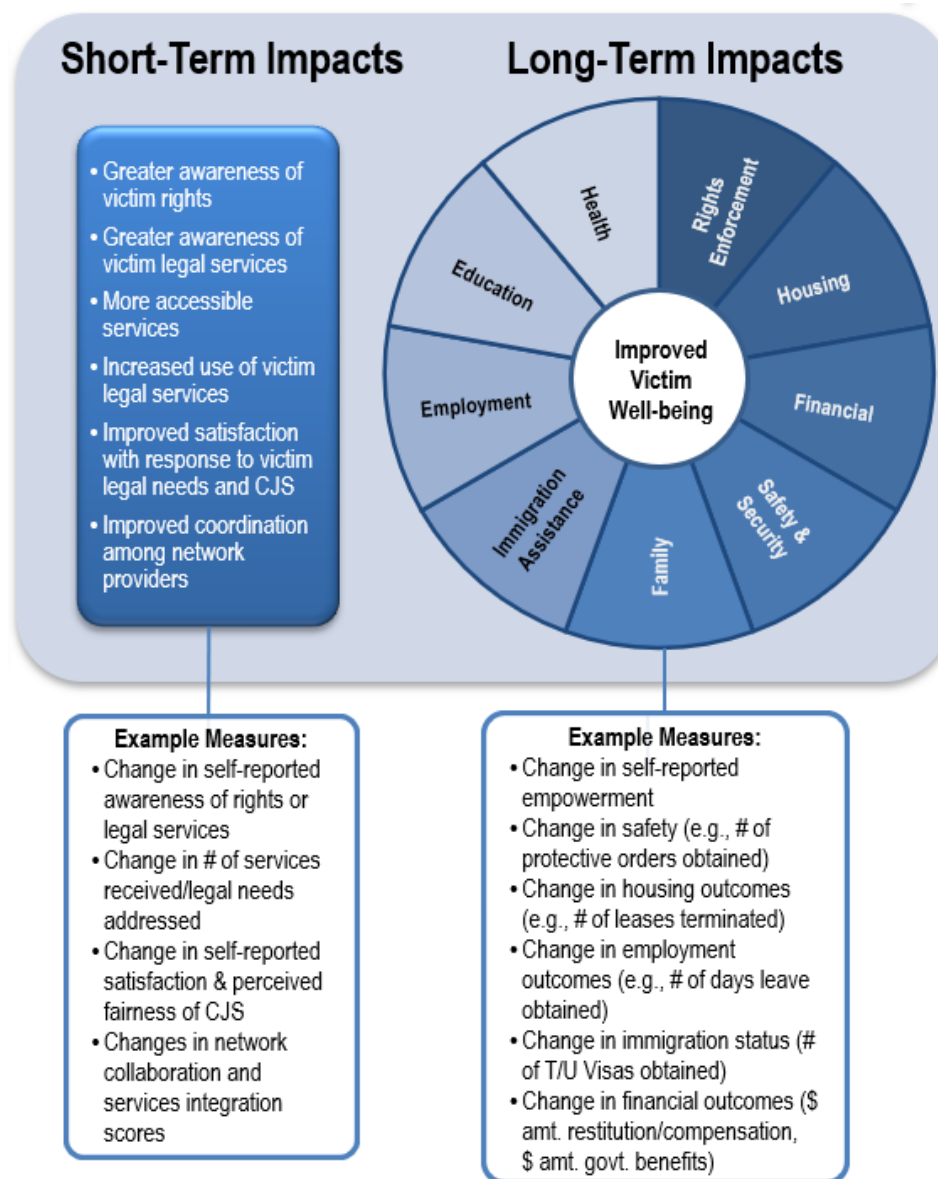 Short-Term Impacts
• Greater awareness of
victim rights
• Greater awareness of
victim legal services
• More accessible
services
• Increased use of victim
legal services
• Improved satisfaction
with response to victim
legal needs and CJS
• Improved coordination
among network
providers
Example Measures:
• Change in self-reported
awareness of rights or
legal services
• Change in # of services
received/legal needs
addressed
• Change in self-reported
satisfaction & perceived
fairness of CJS
• Changes in network
collaboration and
services integration
scores
Long-Term Impacts
Rights
Enforcement
Housing
Financial
Safety &
Security
Family
Immigration
Assistance
Employment
Education
Health
Improved
Victim
Well-being
Example Measures:
• Change in self-reported
empowerment
• Change in safety (e.g., # of
protective orders obtained)
• Change in housing outcomes
(e.g., # of leases terminated)
• Change in employment
outcomes (e.g., # of days leave
obtained)
• Change in immigration status (#
of T/U Visas obtained)
• Change in financial outcomes ($
amt. restitution/compensation,
$ amt. govt. benefits)